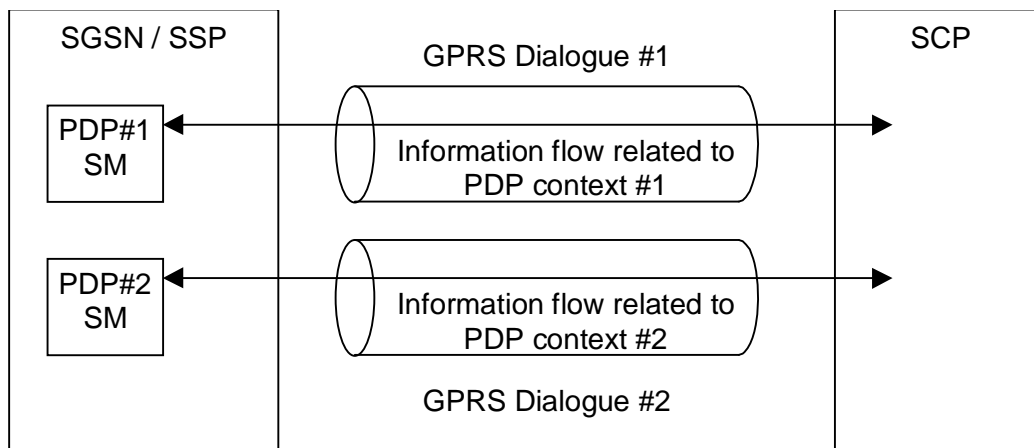 SGSN / SSP
GPRS Dialogue #1
SCP
PDP#1
SM
Information flow related to
PDP context #1
PDP#2
SM
Information flow related to
PDP context #2
GPRS Dialogue #2